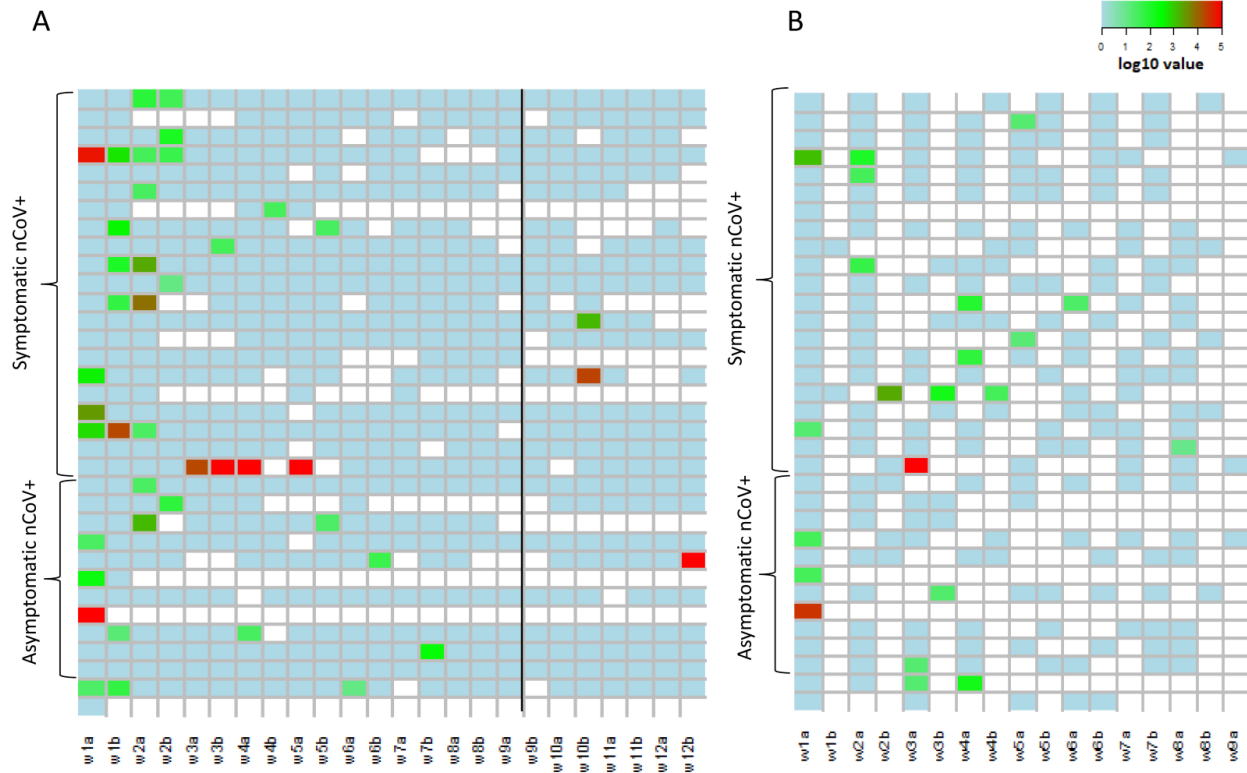 A
B
0 1 2 3 4 5
log10 value
Symptomatic nCoV+
Asymptomatic nCoV+
w1a w1b w2a w2b w3a w3b w4a w4b w5a w5b w6a w6b w7a w7b w8a w8b w9a w9b w10a w10b w11a w11b w12a w12b
Symptomatic nCoV+
Asymptomatic nCoV+
w1a w1b w2a w2b w3a w3b w4a w4b w5a w5b w6a w6b w7a w7b w8a w8b w9a